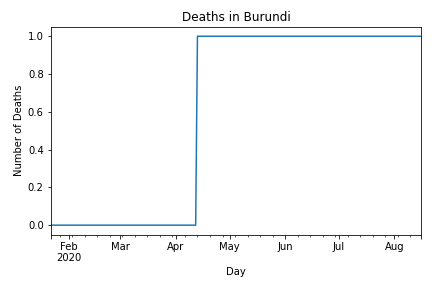 Deaths in Burundi
Number of Deaths
1.0
0.8
0.6
0.4
0.2
0.0
Feb
2020
Mar
Apr
May
Jun
Jul
Aug
Day